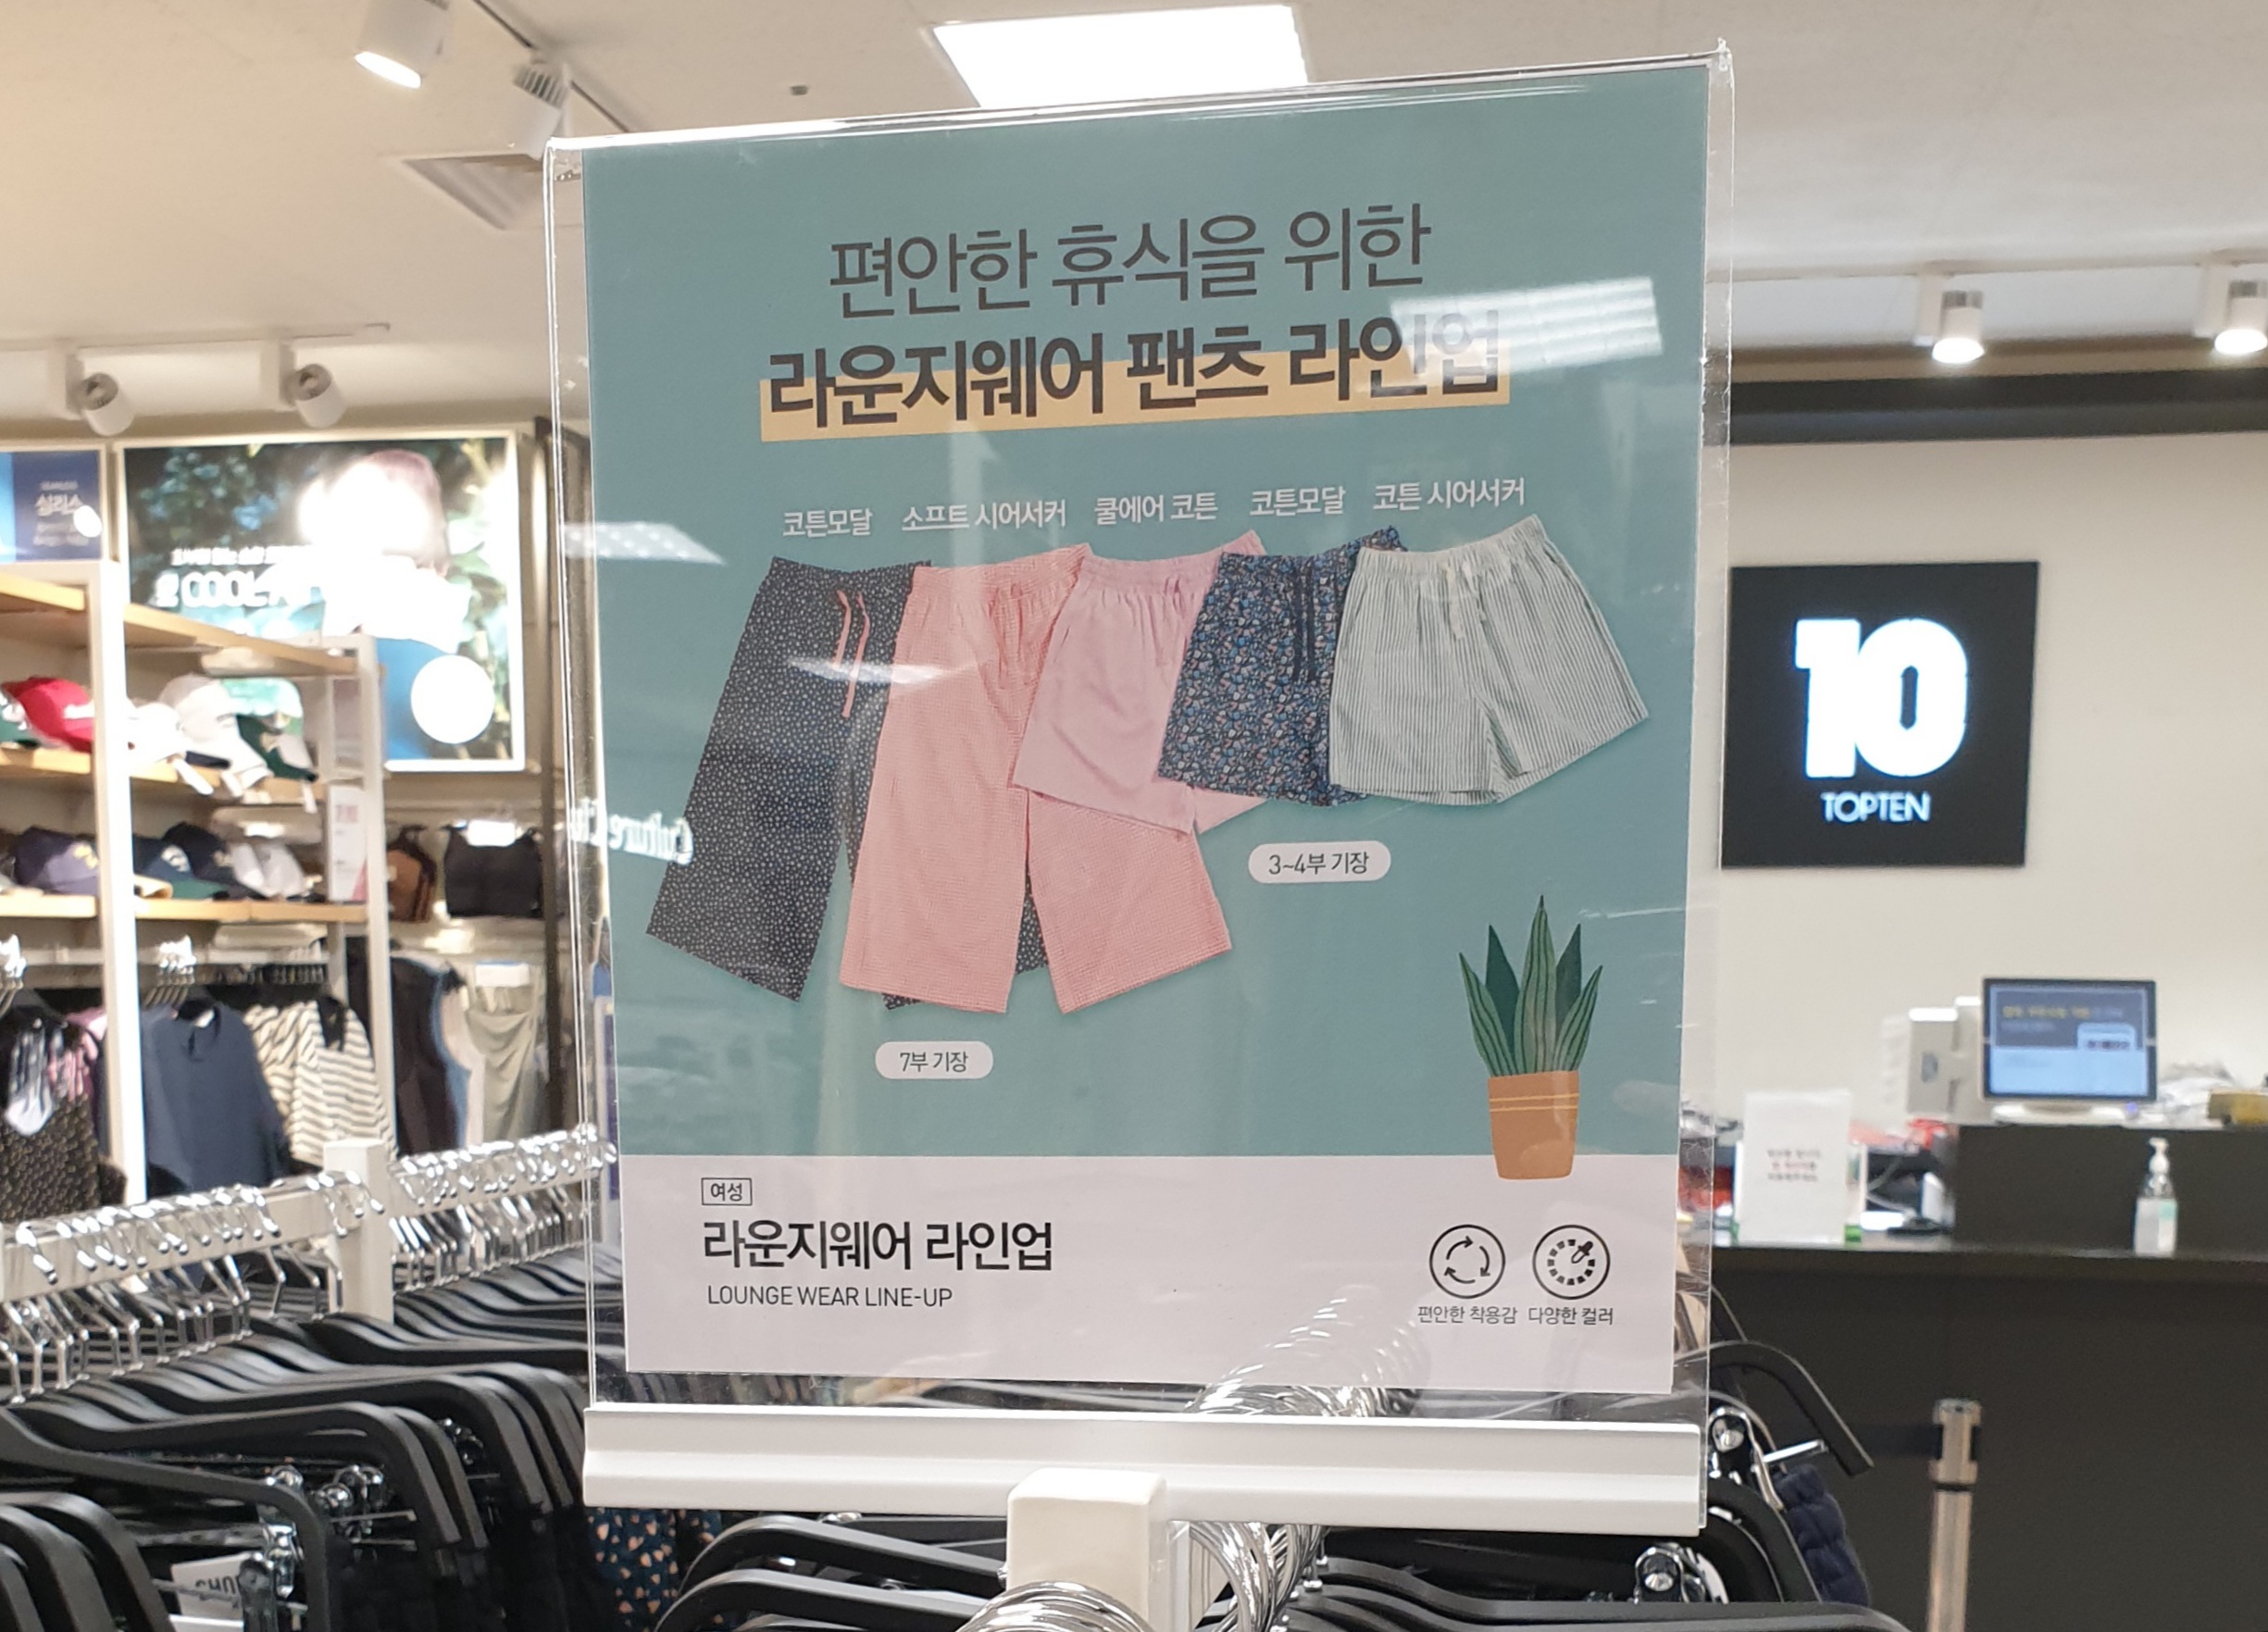 편안한 휴식을 위한
라운지웨어 팬츠 라인업
코튼모달 소프트 시어서커 쿨에어 코튼 코튼모달 코튼 시어서커
3~4부 기장
7부 기장
여성
라운지웨어 라인업
LOUNGE WEAR LINE-UP
편안한 착용감 다양한 컬러
10
TOPTEN